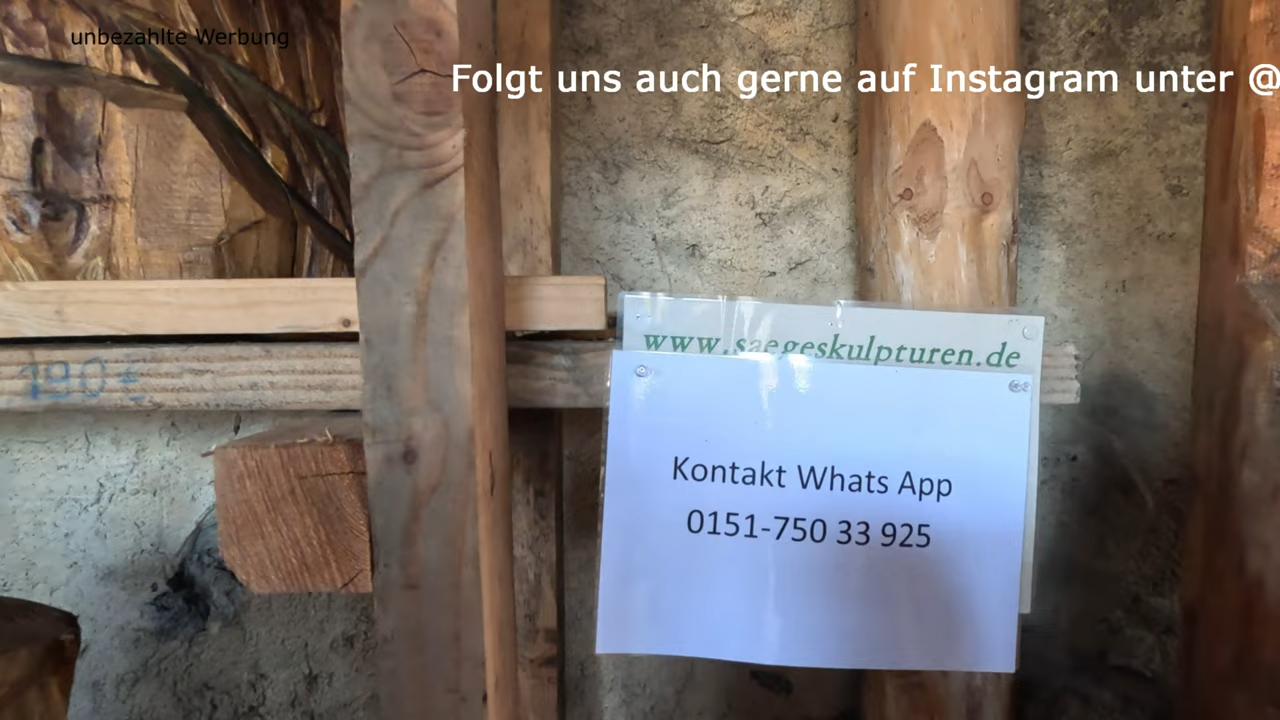 unbezahlte Werbung
Folgt uns auch gerne auf Instagram unter @
www.saegeskulpturen.de
190 €
Kontakt Whats App
0151-750 33 925